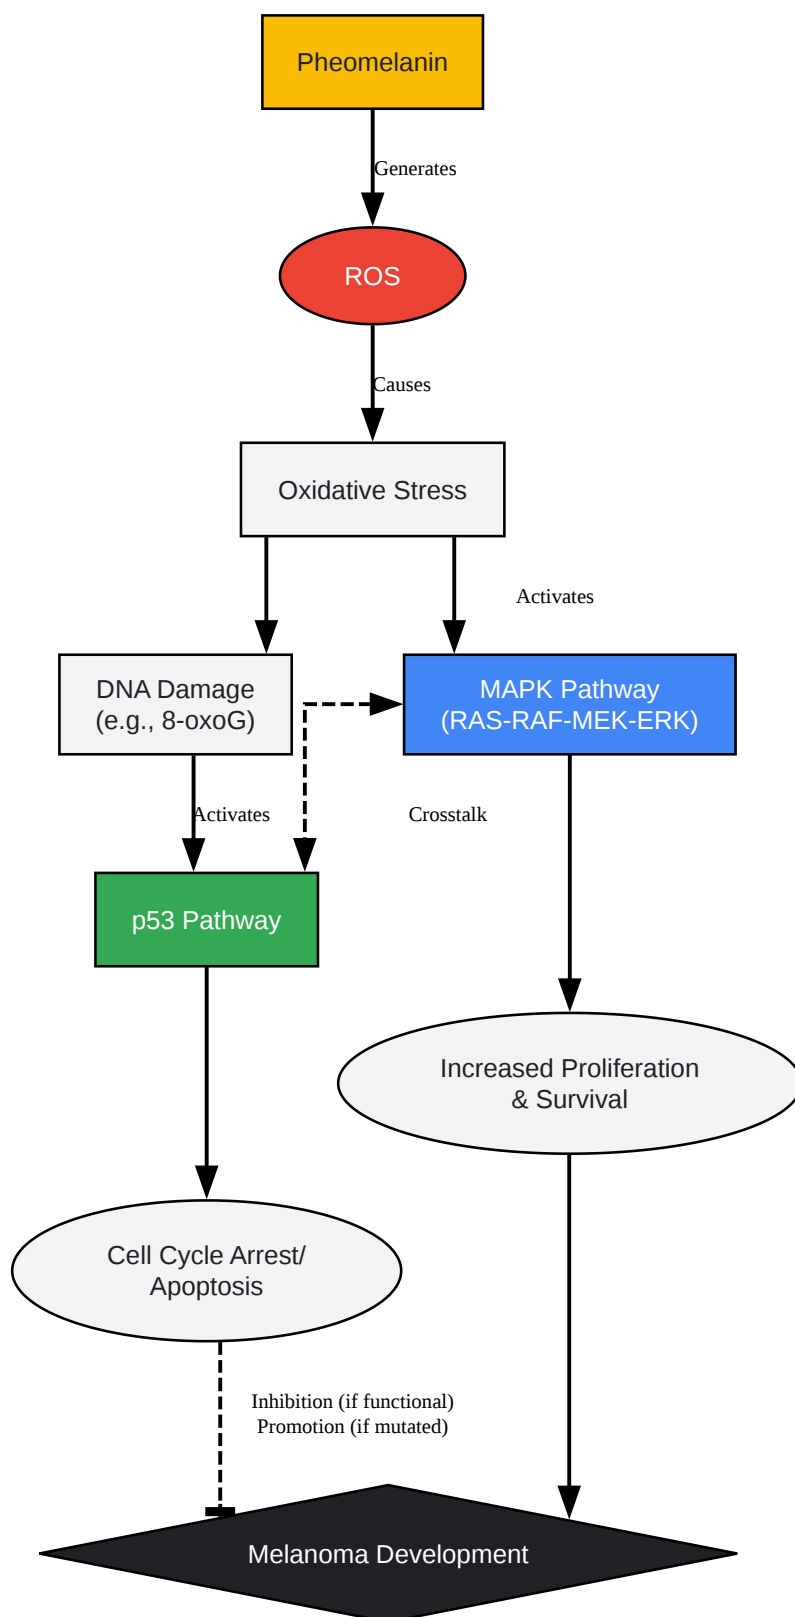 Pheomelanin
Generates
ROS
Causes
Oxidative Stress
Activates
DNA Damage
(e.g., 8-oxoG)
MAPK Pathway
(RAS-RAF-MEK-ERK)
Activates
Crosstalk
p53 Pathway
Increased Proliferation
& Survival
Cell Cycle Arrest/
Apoptosis
Inhibition (if functional)
Promotion (if mutated)
Melanoma Development